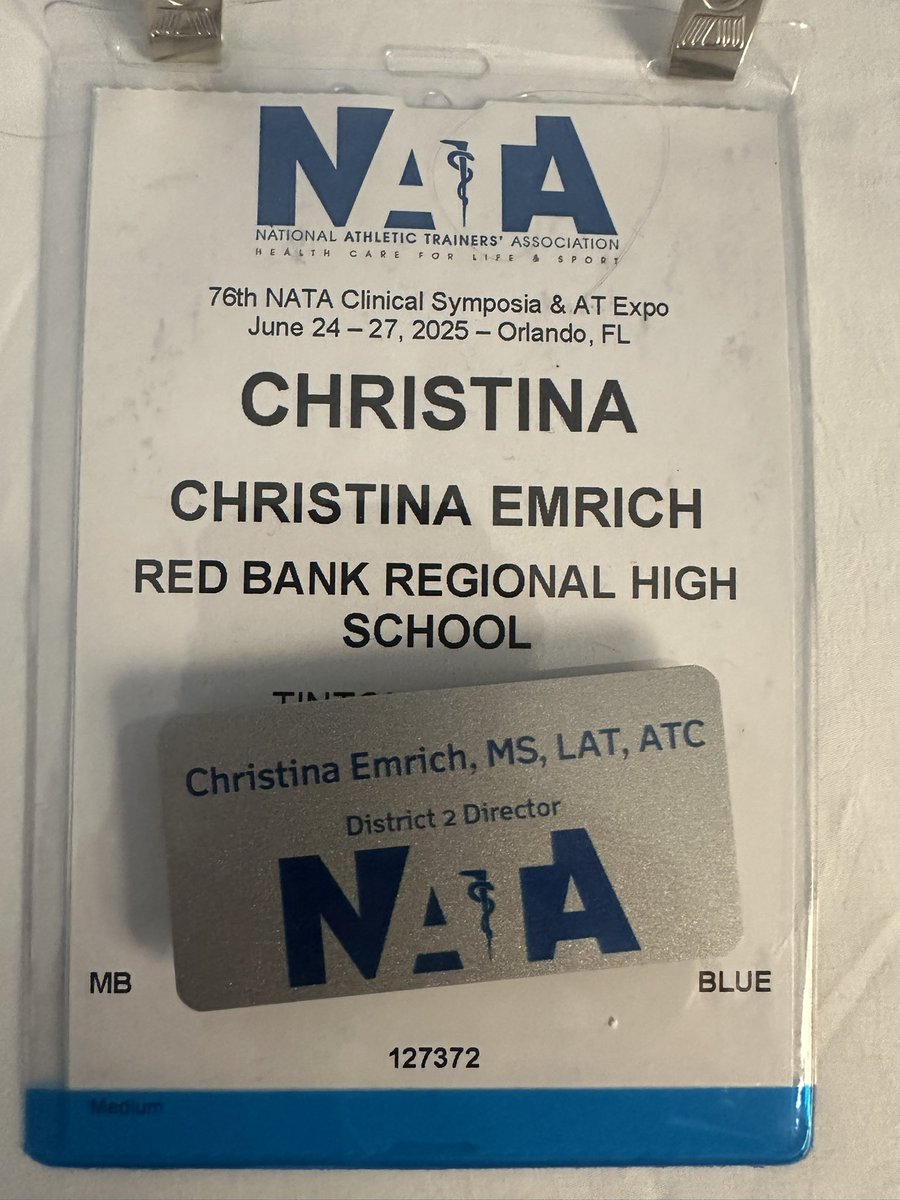 NATA
NATIONAL ATHLETIC TRAINERS' ASSOCIATION
HEALTH CARE FOR LIFE & SPORT
76th NATA Clinical Symposia & AT Expo
June 24 – 27, 2025 – Orlando, FL
CHRISTINA
CHRISTINA EMRICH
RED BANK REGIONAL HIGH
SCHOOL
Christina Emrich, MS, LAT, ATC
District 2 Director
NATA
MB
BLUE
127372
Medium